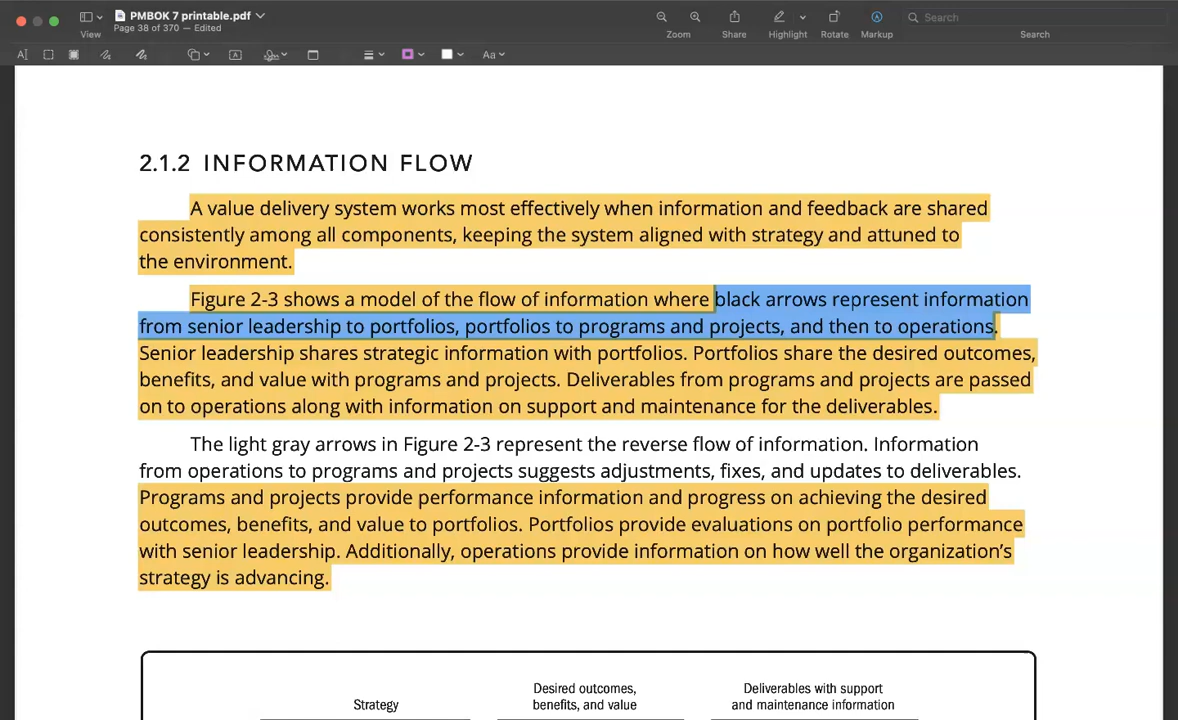 PMBOK 7 printable.pdf
Page 38 of 370 – Edited
View
Zoom
Share
Highlight
Rotate
Markup
Search
Search
Aa
2.1.2 INFORMATION FLOW
A value delivery system works most effectively when information and feedback are shared
consistently among all components, keeping the system aligned with strategy and attuned to
the environment.
Figure 2-3 shows a model of the flow of information where black arrows represent information
from senior leadership to portfolios, portfolios to programs and projects, and then to operations.
Senior leadership shares strategic information with portfolios. Portfolios share the desired outcomes,
benefits, and value with programs and projects. Deliverables from programs and projects are passed
on to operations along with information on support and maintenance for the deliverables.
The light gray arrows in Figure 2-3 represent the reverse flow of information. Information
from operations to programs and projects suggests adjustments, fixes, and updates to deliverables.
Programs and projects provide performance information and progress on achieving the desired
outcomes, benefits, and value to portfolios. Portfolios provide evaluations on portfolio performance
with senior leadership. Additionally, operations provide information on how well the organization’s
strategy is advancing.
Strategy
Desired outcomes,
benefits, and value
Deliverables with support
and maintenance information